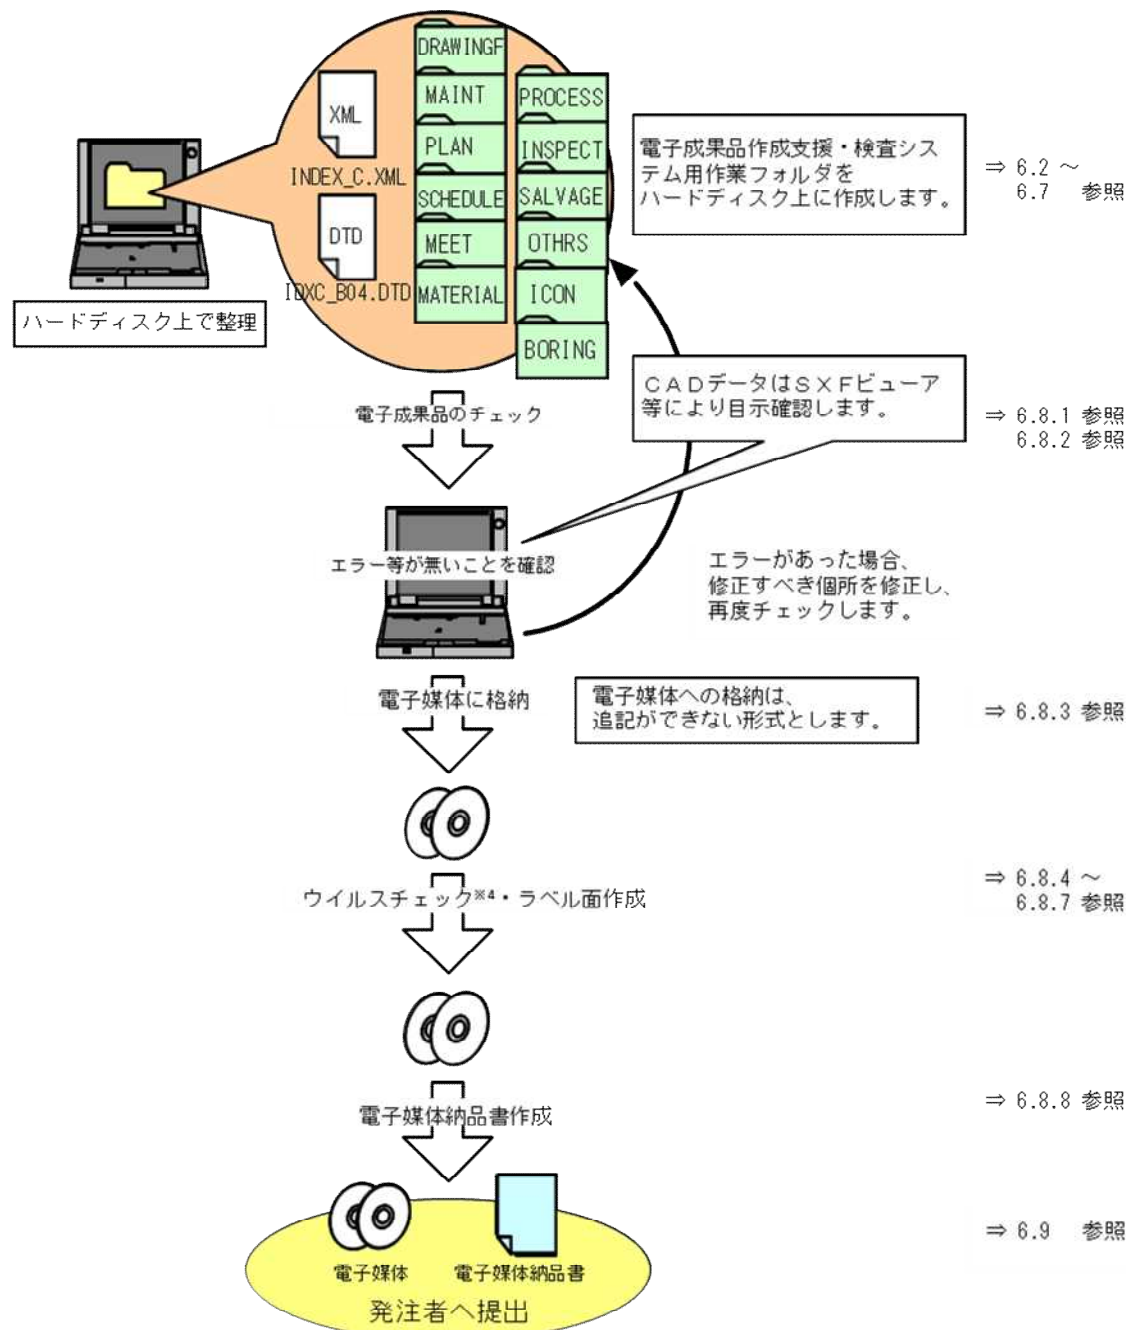 DRAWINGF
MAINT
PLAN
SCHEDULE
MEET
MATERIAL
PROCESS
INSPECT
SALVAGE
OTHRS
ICON
BORING
XML
INDEX_C.XML
DTD
IDXC_B04.DTD
ハードディスク上で整理
電子成果品作成支援・検査シス
テム用作業フォルダを
ハードディスク上に作成します。
⇒ 6.2 ～
6.7 参照
電子成果品のチェック
CADデータはSXFビューア
等により目示確認します。
⇒ 6.8.1 参照
6.8.2 参照
エラー等が無いことを確認
エラーがあった場合、
修正すべき個所を修正し、
再度チェックします。
電子媒体に格納
電子媒体への格納は、
追記ができない形式とします。
⇒ 6.8.3 参照
ウイルスチェック※4・ラベル面作成
⇒ 6.8.4 ～
6.8.7 参照
電子媒体納品書作成
⇒ 6.8.8 参照
電子媒体
電子媒体納品書
発注者へ提出
⇒ 6.9 参照